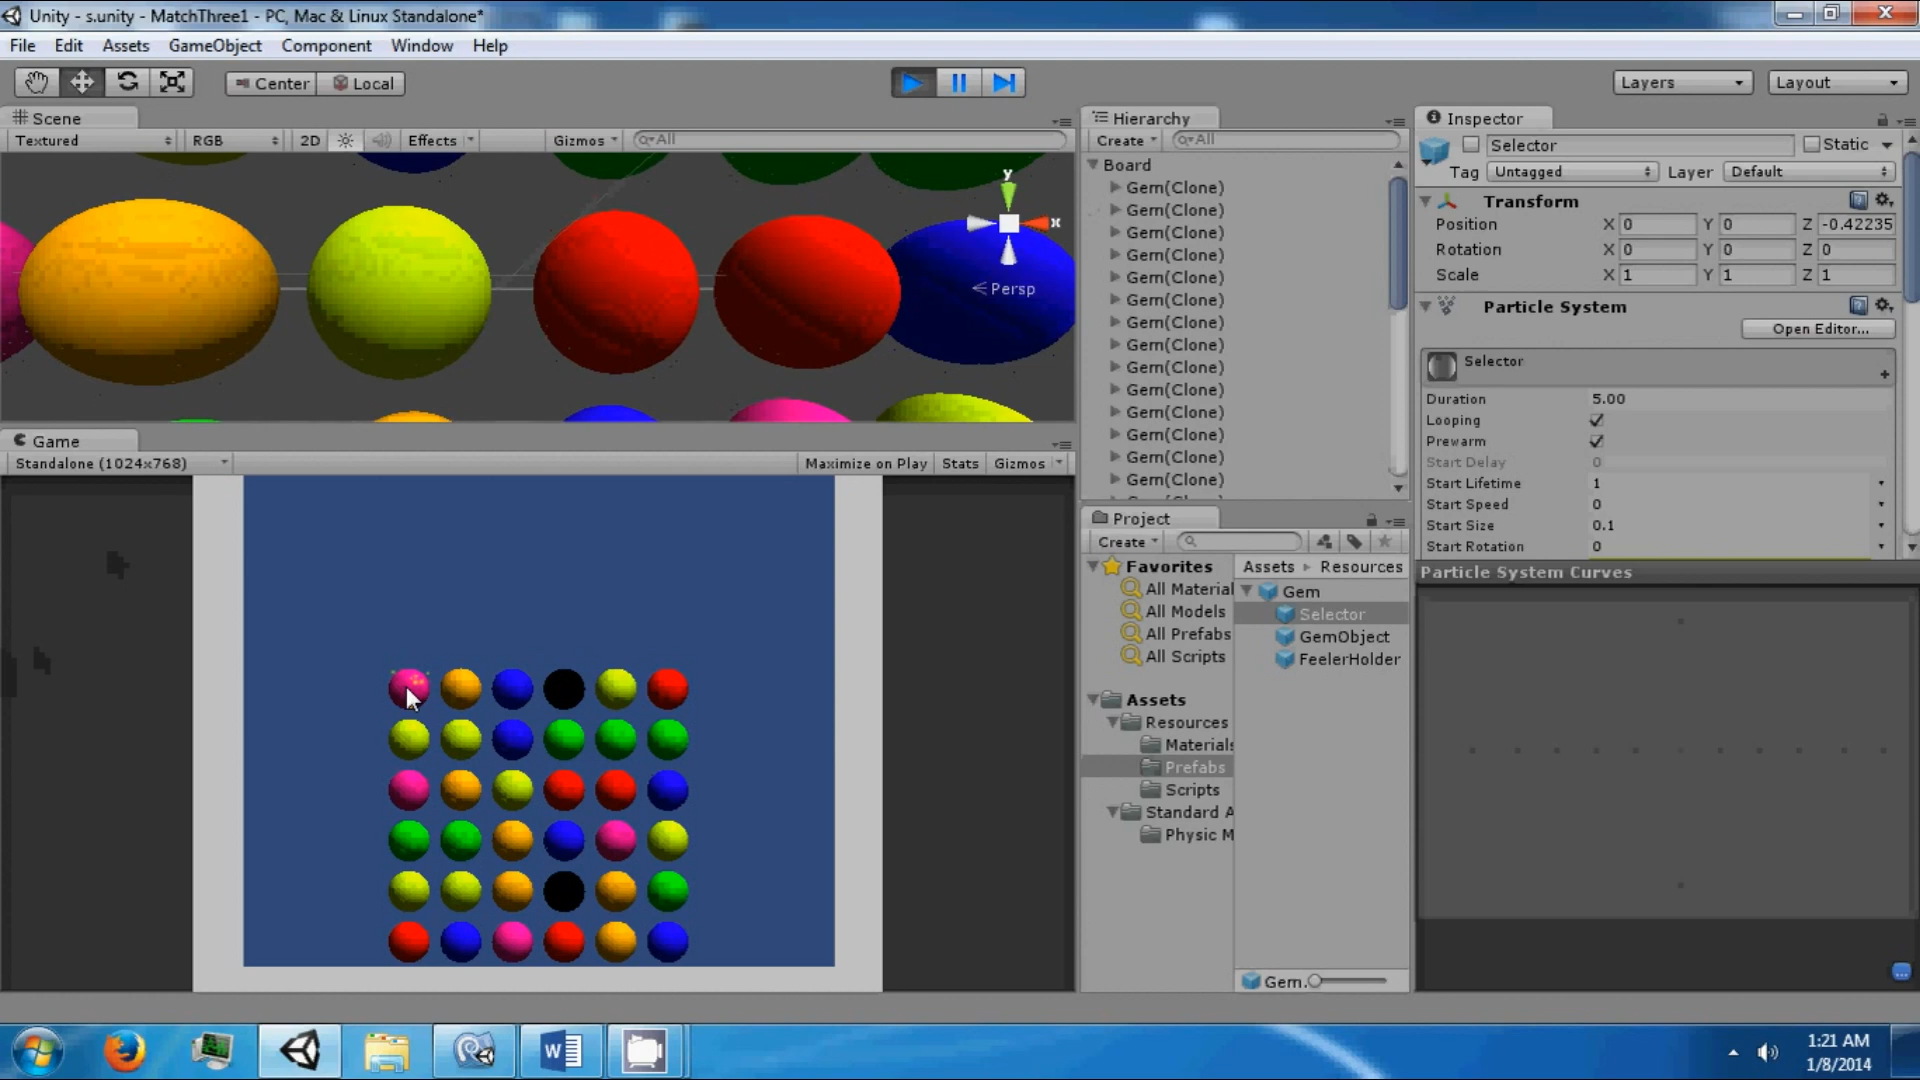 Unity - s.unity - MatchThree1 - PC, Mac & Linux Standalone*
File Edit Assets GameObject Component Window Help
Center Local
Layers Layout
Scene
Textured RGB 2D Effects Gizmos All
y
x
Persp
Game
Standalone (1024x768) Maximize on Play Stats Gizmos
Hierarchy
Create All
Board
Gem(Clone)
Gem(Clone)
Gem(Clone)
Gem(Clone)
Gem(Clone)
Gem(Clone)
Gem(Clone)
Gem(Clone)
Gem(Clone)
Gem(Clone)
Gem(Clone)
Gem(Clone)
Gem(Clone)
Gem(Clone)
Project
Create
Favorites
All Material
All Models
All Prefabs
All Scripts
Assets
Resources
Materials
Prefabs
Scripts
Standard A
Physic M
Assets Resources
Gem
Selector
GemObject
FeelerHolder
Gem.
Inspector
Selector Static
Tag Untagged Layer Default
Transform
Position X 0 Y 0 Z -0.42235
Rotation X 0 Y 0 Z 0
Scale X 1 Y 1 Z 1
Particle System
Open Editor...
Selector
Duration 5.00
Looping
Prewarm
Start Delay 0
Start Lifetime 1
Start Speed 0
Start Size 0.1
Start Rotation 0
Particle System Curves
W
1:21 AM
1/8/2014